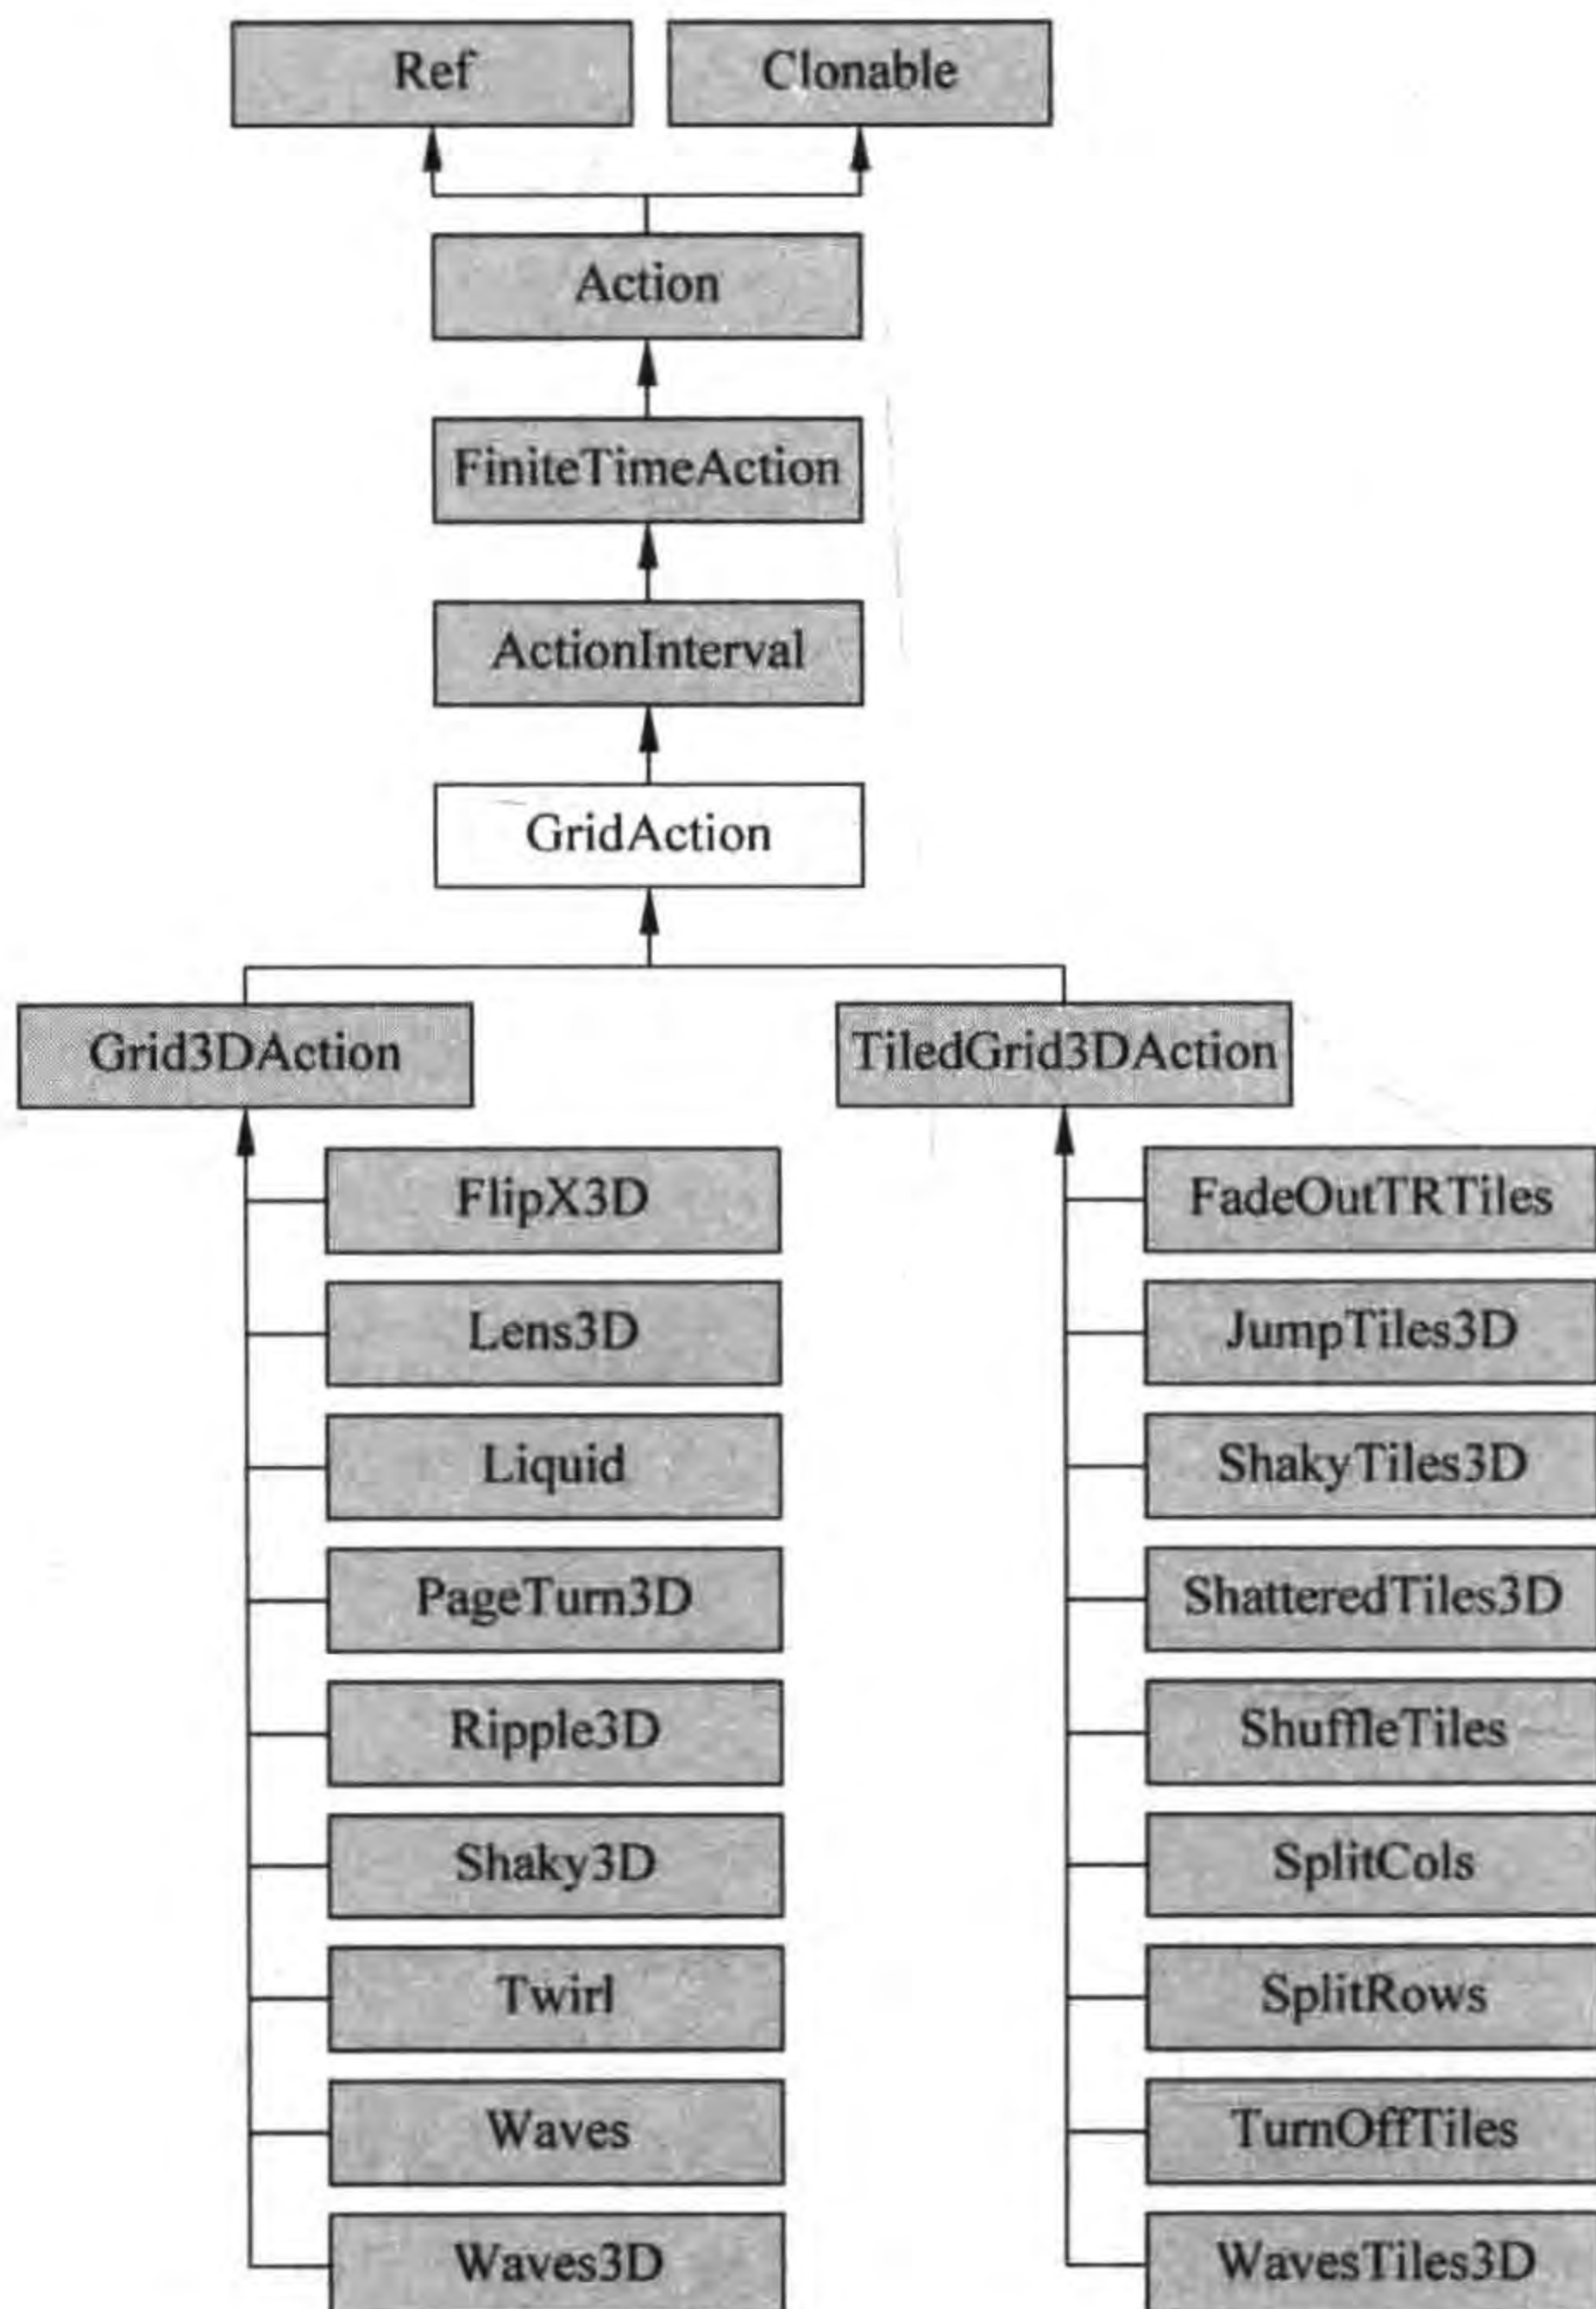 Ref
Clonable
Action
FiniteTimeAction
ActionInterval
GridAction
Grid3DAction
TiledGrid3DAction
FlipX3D
Lens3D
Liquid
PageTurn3D
Ripple3D
Shaky3D
Twirl
Waves
Waves3D
FadeOutTRTiles
JumpTiles3D
ShakyTiles3D
ShatteredTiles3D
ShuffleTiles
SplitCols
SplitRows
TurnOffTiles
WavesTiles3D